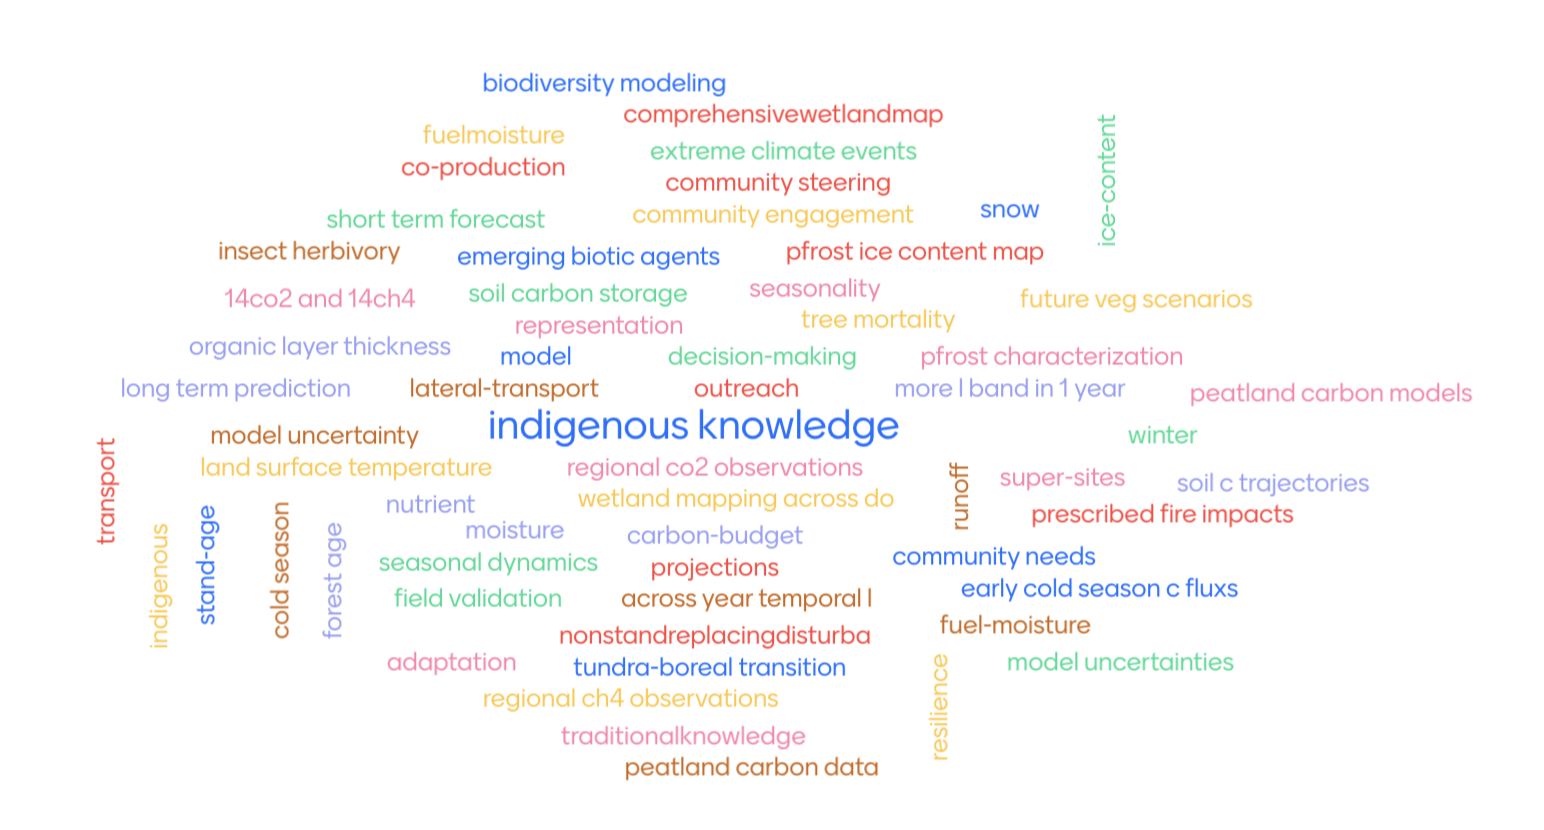 biodiversity modeling
comprehensivewetlandmap
fuelmoisture
extreme climate events
co-production
community steering
ice-content
short term forecast
community engagement
snow
insect herbivory
emerging biotic agents
pfrost ice content map
14co2 and 14ch4
soil carbon storage
seasonality
future veg scenarios
representation
tree mortality
organic layer thickness
model
decision-making
pfrost characterization
long term prediction
lateral-transport
outreach
more l band in 1 year
peatland carbon models
indigenous knowledge
model uncertainty
winter
transport
land surface temperature
regional co2 observations
runoff
super-sites
soil c trajectories
nutrient
wetland mapping across do
prescribed fire impacts
indigenous
stand-age
cold season
forest age
moisture
carbon-budget
community needs
seasonal dynamics
projections
early cold season c fluxs
field validation
across year temporal l
fuel-moisture
nonstandreplacingdisturba
adaptation
tundra-boreal transition
resilience
model uncertainties
regional ch4 observations
traditionalknowledge
peatland carbon data